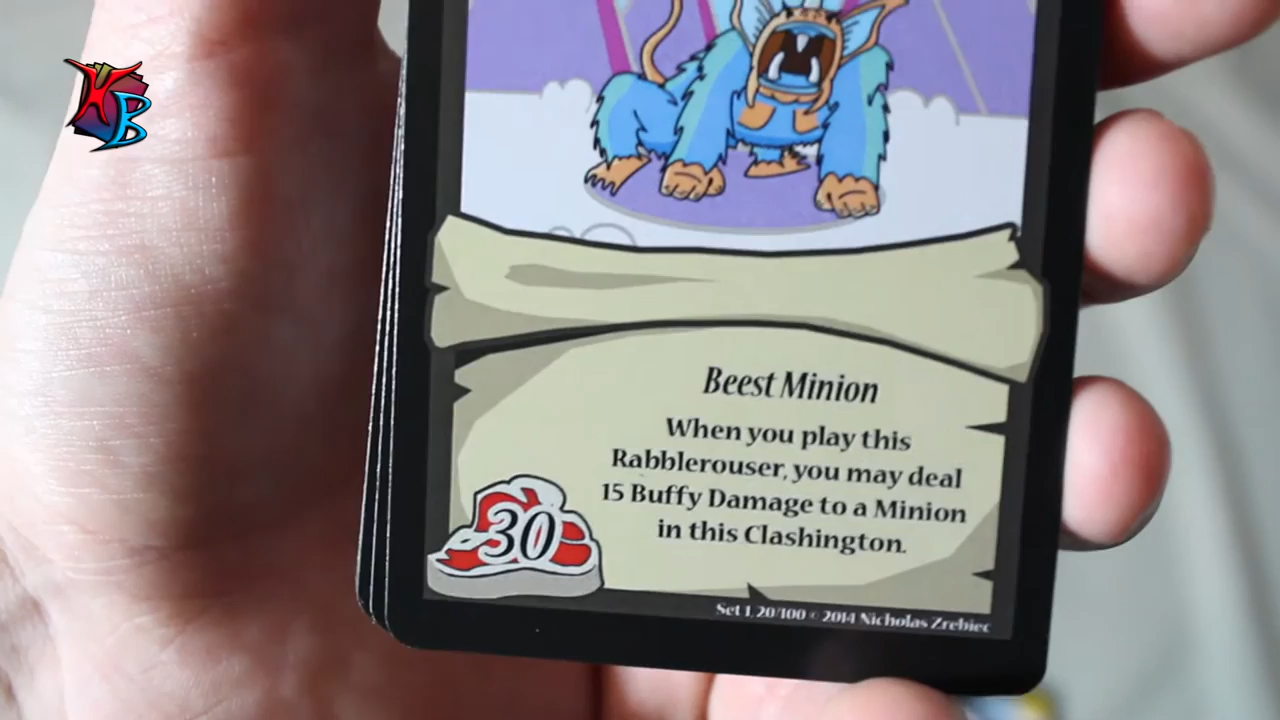 KB
Beest Minion
When you play this
Rabblerouser, you may deal
15 Buffy Damage to a Minion
in this Clashington.
30
Set 1, 20/100 © 2014 Nicholas Zrebiec